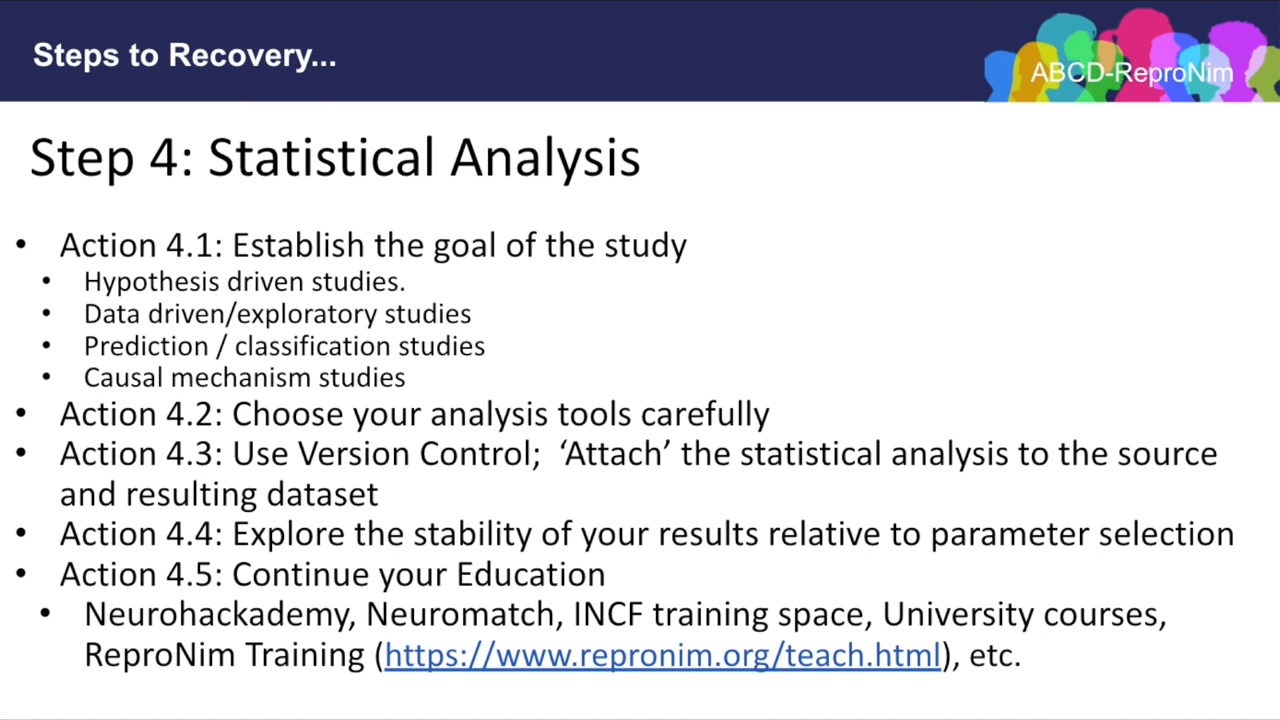 Steps to Recovery...
ABCD-ReproNim
Step 4: Statistical Analysis
• Action 4.1: Establish the goal of the study
• Hypothesis driven studies.
• Data driven/exploratory studies
• Prediction / classification studies
• Causal mechanism studies
• Action 4.2: Choose your analysis tools carefully
• Action 4.3: Use Version Control;  ‘Attach’ the statistical analysis to the source
and resulting dataset
• Action 4.4: Explore the stability of your results relative to parameter selection
• Action 4.5: Continue your Education
• Neurohackademy, Neuromatch, INCF training space, University courses,
ReproNim Training (https://www.repronim.org/teach.html), etc.